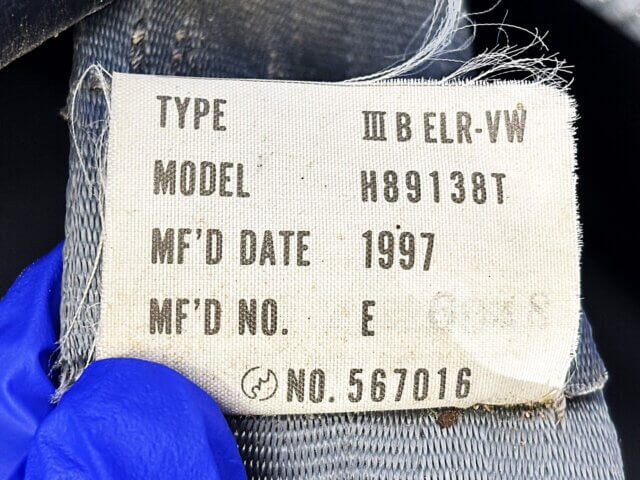 TYPE Ⅲ B ELR-VW
MODEL H89138T
MF'D DATE 1997
MF'D NO. E
NO. 567016